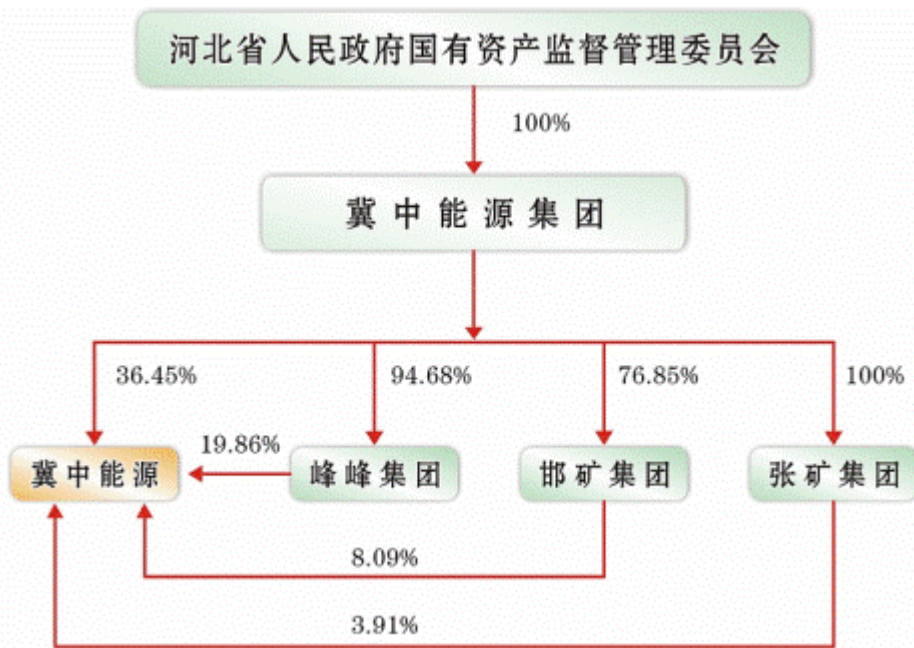 河北省人民政府国有资产监督管理委员会
100%
冀中能源集团
36.45%
94.68%
76.85%
100%
19.86%
冀中能源
峰峰集团
邯矿集团
张矿集团
8.09%
3.91%